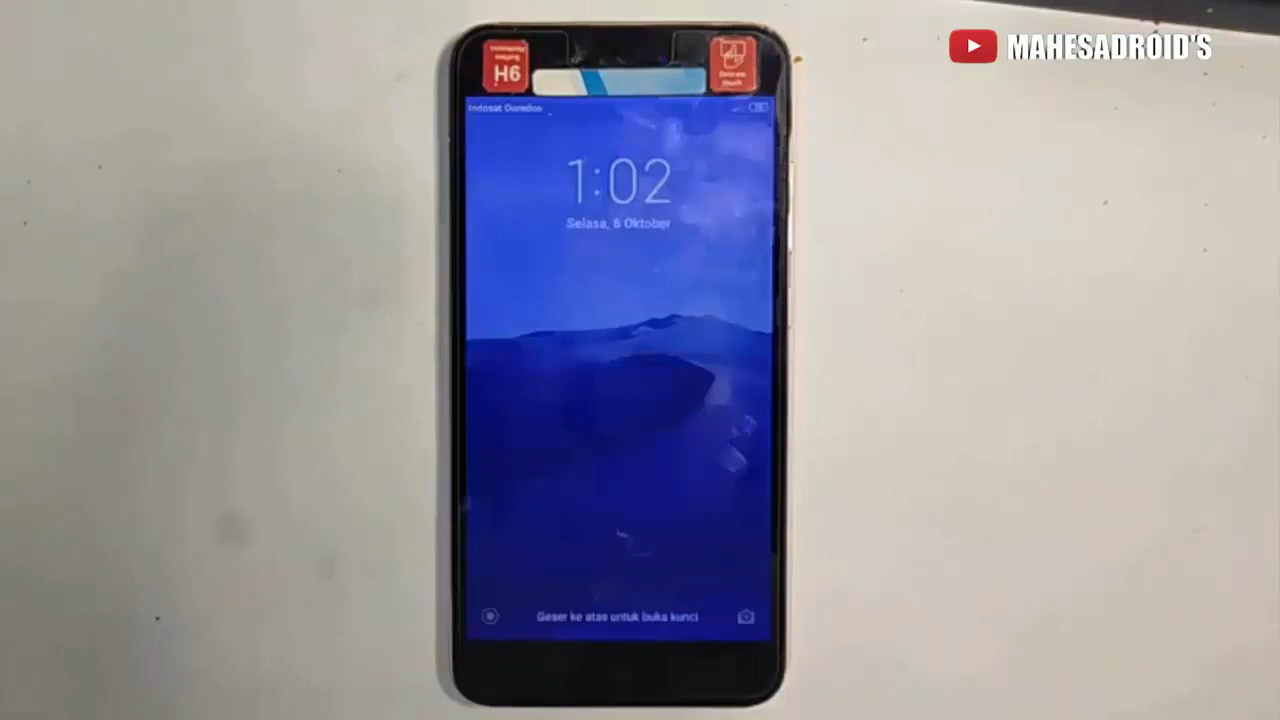 MAHESADROID'S
H6
Indosat Ooredoo
1:02
Selasa, 6 Oktober
Geser ke atas untuk buka kunci